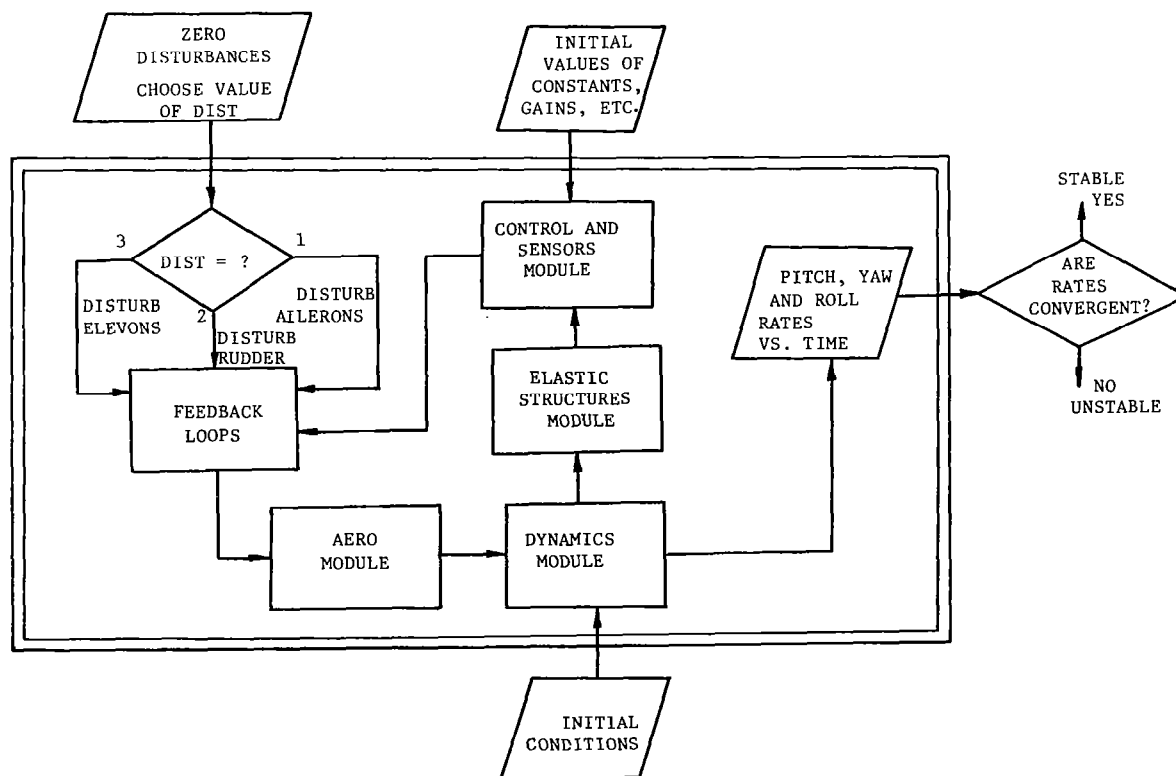 ZERO
DISTURBANCES
CHOOSE VALUE
OF DIST
INITIAL
VALUES OF
CONSTANTS,
GAINS, ETC.
3
1
DIST = ?
2
DISTURB
ELEVONS
DISTURB
AILERONS
DISTURB
RUDDER
CONTROL AND
SENSORS
MODULE
FEEDBACK
LOOPS
ELASTIC
STRUCTURES
MODULE
AERO
MODULE
DYNAMICS
MODULE
PITCH, YAW
AND ROLL
RATES
VS. TIME
STABLE
YES
ARE
RATES
CONVERGENT?
NO
UNSTABLE
INITIAL
CONDITIONS